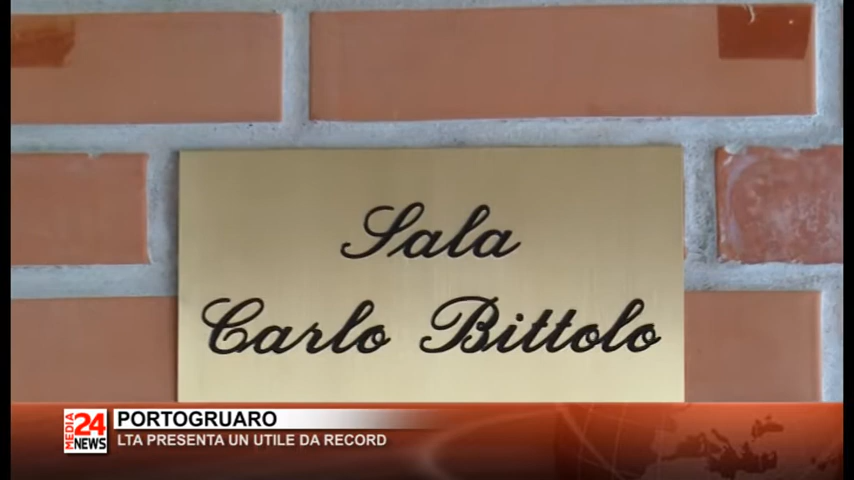 Sala
Carlo Bittolo
MEDIA 24 NEWS
PORTOGRUARO
LTA PRESENTA UN UTILE DA RECORD